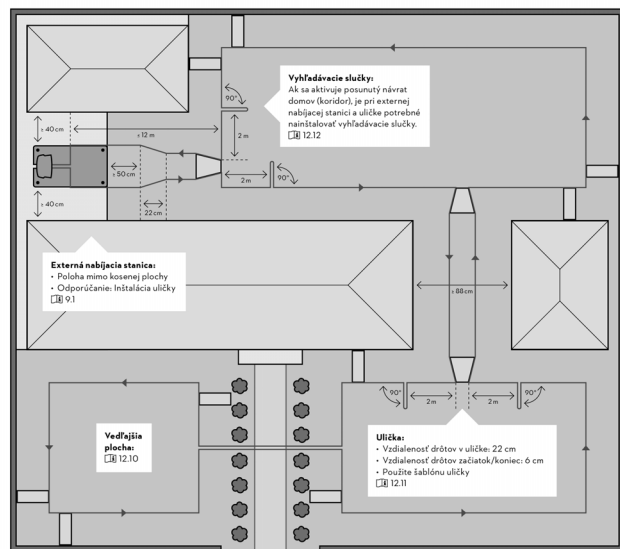 90°
Vyhľadávacie slučky:
Ak sa aktivuje posunutý návrat
domov (koridor), je pri externej
nabíjacej stanici a uličke potrebné
nainštalovať vyhľadávacie slučky.
12.12
≥ 40 cm
≤ 12 m
2 m
≥ 50 cm
2 m
90°
≥ 40 cm
22 cm
Externá nabíjacia stanica:
• Poloha mimo kosenej plochy
• Odporúčanie: Inštalácia uličky
9.1
≥ 88 cm
90°
2 m
2 m
90°
Vedľajšia
plocha:
12.10
Ulička:
• Vzdialenosť drôtov v uličke: 22 cm
• Vzdialenosť drôtov začiatok/koniec: 6 cm
• Použite šablónu uličky
12.11